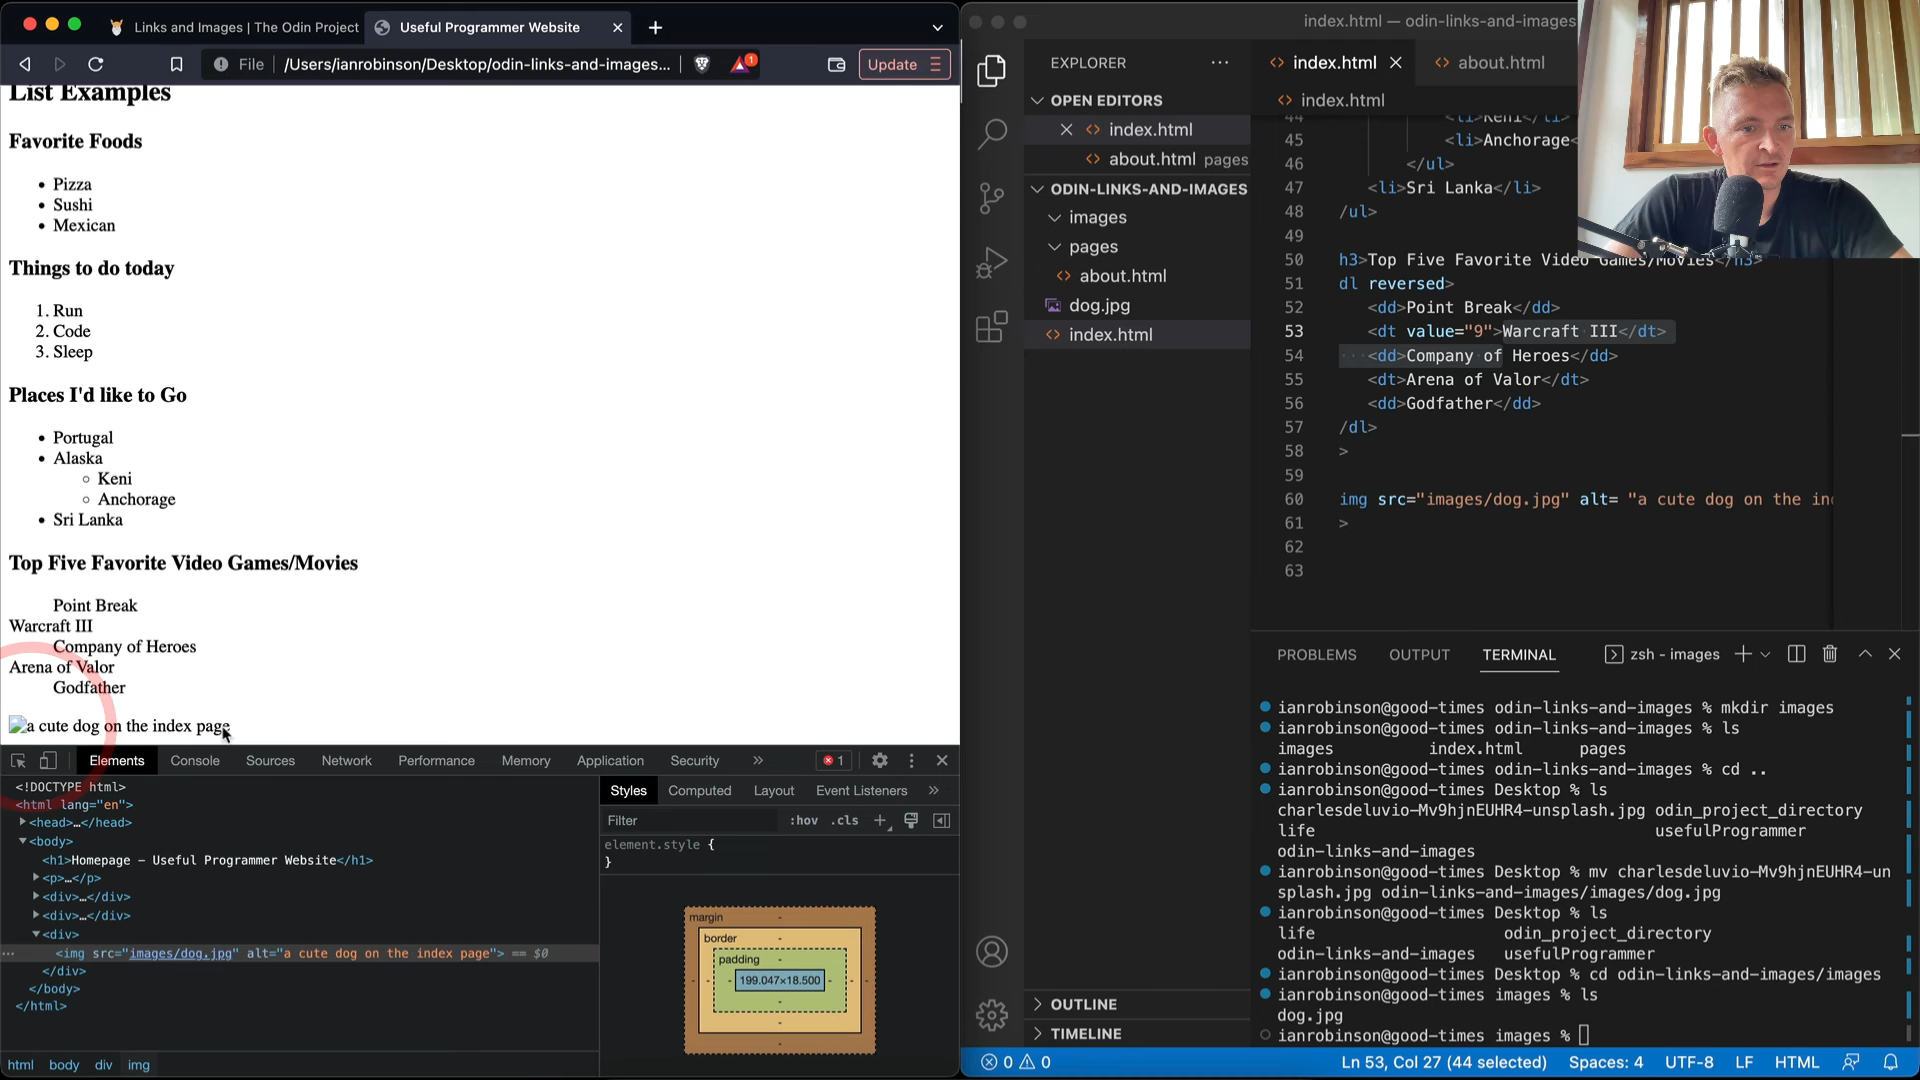 Links and Images | The Odin Project
Useful Programmer Website
File
/Users/ianrobinson/Desktop/odin-links-and-images...
1
Update
List Examples
Favorite Foods
Pizza
Sushi
Mexican
Things to do today
1. Run
2. Code
3. Sleep
Places I'd like to Go
Portugal
Alaska
Keni
Anchorage
Sri Lanka
Top Five Favorite Video Games/Movies
Point Break
Warcraft III
Company of Heroes
Arena of Valor
Godfather
a cute dog on the index page
Elements Console Sources Network Performance Memory Application Security » 1
<!DOCTYPE html>
<html lang="en">
<head>…</head>
<body>
<h1>Homepage – Useful Programmer Website</h1>
<p>…</p>
<div>…</div>
<div>…</div>
<div>
<img src="images/dog.jpg" alt="a cute dog on the index page"> == $0
</div>
</body>
</html>
html body div img
Styles Computed Layout Event Listeners »
Filter :hov .cls
element.style {
}
margin -
border -
padding -
199.047×18.500
index.html — odin-links-and-images
EXPLORER
OPEN EDITORS
index.html
about.html pages
ODIN-LINKS-AND-IMAGES
images
pages
about.html
dog.jpg
index.html
OUTLINE
TIMELINE
index.html
about.html
index.html
44 <li>Keni</li>
45 <li>Anchorage<
46 </ul>
47 <li>Sri Lanka</li>
48 /ul>
49
50 h3>Top Five Favorite Video Games/Movies</h3>
51 dl reversed>
52 <dd>Point Break</dd>
53 <dt value="9">Warcraft III</dt>
54 <dd>Company of Heroes</dd>
55 <dt>Arena of Valor</dt>
56 <dd>Godfather</dd>
57 /dl>
58 >
59
60 img src="images/dog.jpg" alt= "a cute dog on the in
61 >
62
63
PROBLEMS OUTPUT TERMINAL zsh - images
ianrobinson@good-times odin-links-and-images % mkdir images
ianrobinson@good-times odin-links-and-images % ls
images index.html pages
ianrobinson@good-times odin-links-and-images % cd ..
ianrobinson@good-times Desktop % ls
charlesdeluvio-Mv9hjnEUHR4-unsplash.jpg odin_project_directory
life usefulProgrammer
odin-links-and-images
ianrobinson@good-times Desktop % mv charlesdeluvio-Mv9hjnEUHR4-un
splash.jpg odin-links-and-images/images/dog.jpg
ianrobinson@good-times Desktop % ls
life odin_project_directory
odin-links-and-images usefulProgrammer
ianrobinson@good-times Desktop % cd odin-links-and-images/images
ianrobinson@good-times images % ls
dog.jpg
ianrobinson@good-times images %
0 0 Ln 53, Col 27 (44 selected) Spaces: 4 UTF-8 LF HTML